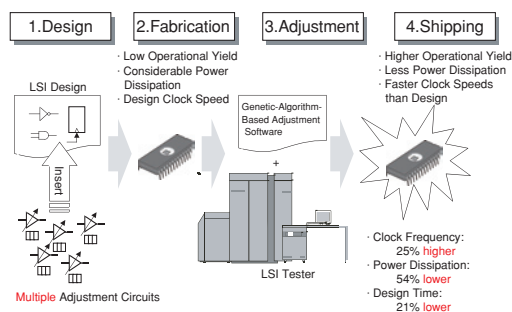 1.Design
2.Fabrication
3.Adjustment
4.Shipping
LSI Design
Insert
Multiple Adjustment Circuits
· Low Operational Yield
· Considerable Power
Dissipation
· Design Clock Speed
Genetic-Algorithm-
Based Adjustment
Software
+
LSI Tester
· Higher Operational Yield
· Less Power Dissipation
· Faster Clock Speeds
than Design
· Clock Frequency:
25% higher
· Power Dissipation:
54% lower
· Design Time:
21% lower